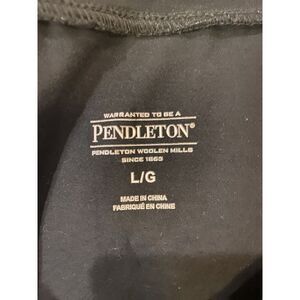 WARRANTED TO BE A
PENDLETON®
PENDLETON WOOLEN MILLS
SINCE 1863
L/G
MADE IN CHINA
FABRIQUÉ EN CHINE